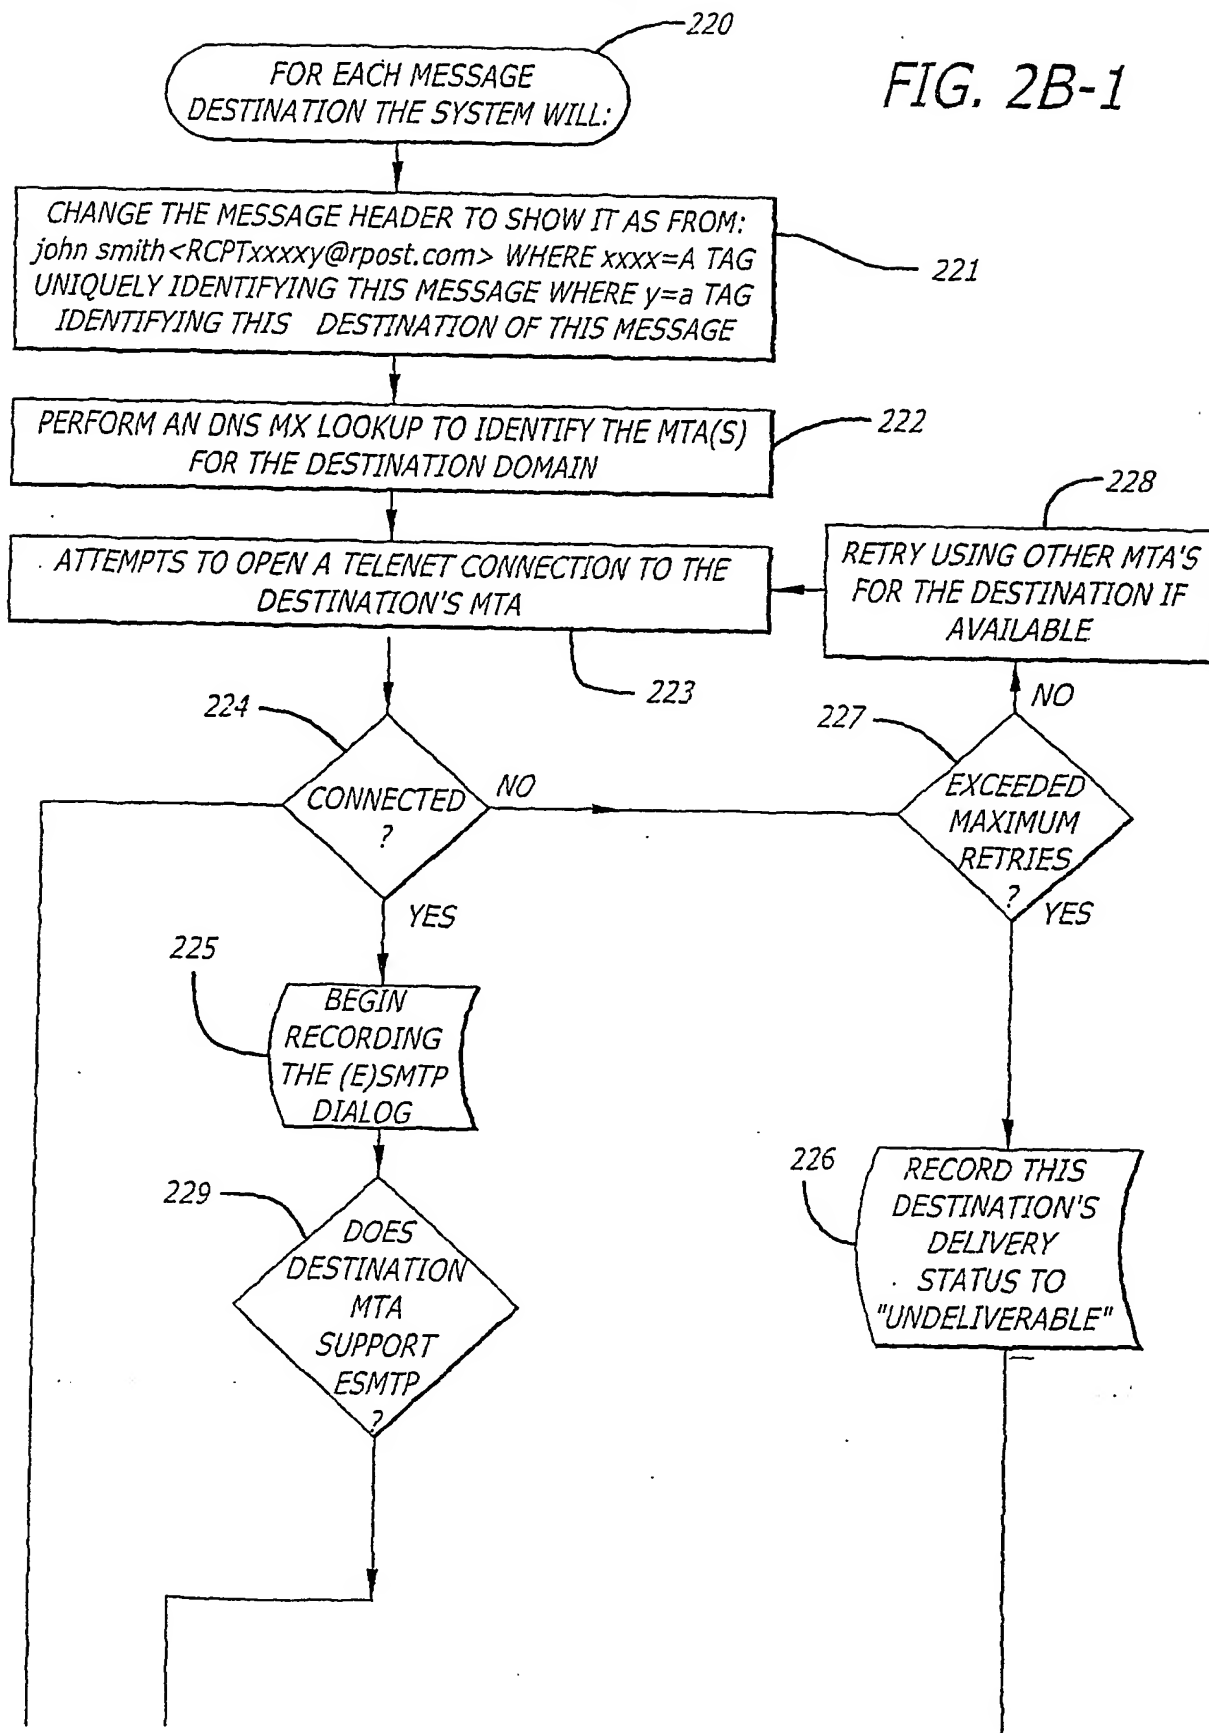 220
FIG. 2B-1
FOR EACH MESSAGE
DESTINATION THE SYSTEM WILL:
CHANGE THE MESSAGE HEADER TO SHOW IT AS FROM:
john smith<RCPTxxxxy@rpost.com> WHERE xxxx=A TAG
UNIQUELY IDENTIFYING THIS MESSAGE WHERE y=a TAG
IDENTIFYING THIS DESTINATION OF THIS MESSAGE
221
PERFORM AN DNS MX LOOKUP TO IDENTIFY THE MTA(S)
FOR THE DESTINATION DOMAIN
222
228
ATTEMPTS TO OPEN A TELENET CONNECTION TO THE
DESTINATION'S MTA
RETRY USING OTHER MTA'S
FOR THE DESTINATION IF
AVAILABLE
223
224
CONNECTED
?
NO
YES
227
NO
EXCEEDED
MAXIMUM
RETRIES
?
YES
225
BEGIN
RECORDING
THE (E)SMTP
DIALOG
226
RECORD THIS
DESTINATION'S
DELIVERY
STATUS TO
"UNDELIVERABLE"
229
DOES
DESTINATION
MTA
SUPPORT
ESMTP
?